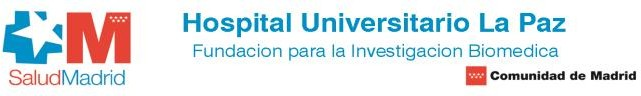 M
SaludMadrid
Hospital Universitario La Paz
Fundacion para la Investigacion Biomedica
Comunidad de Madrid